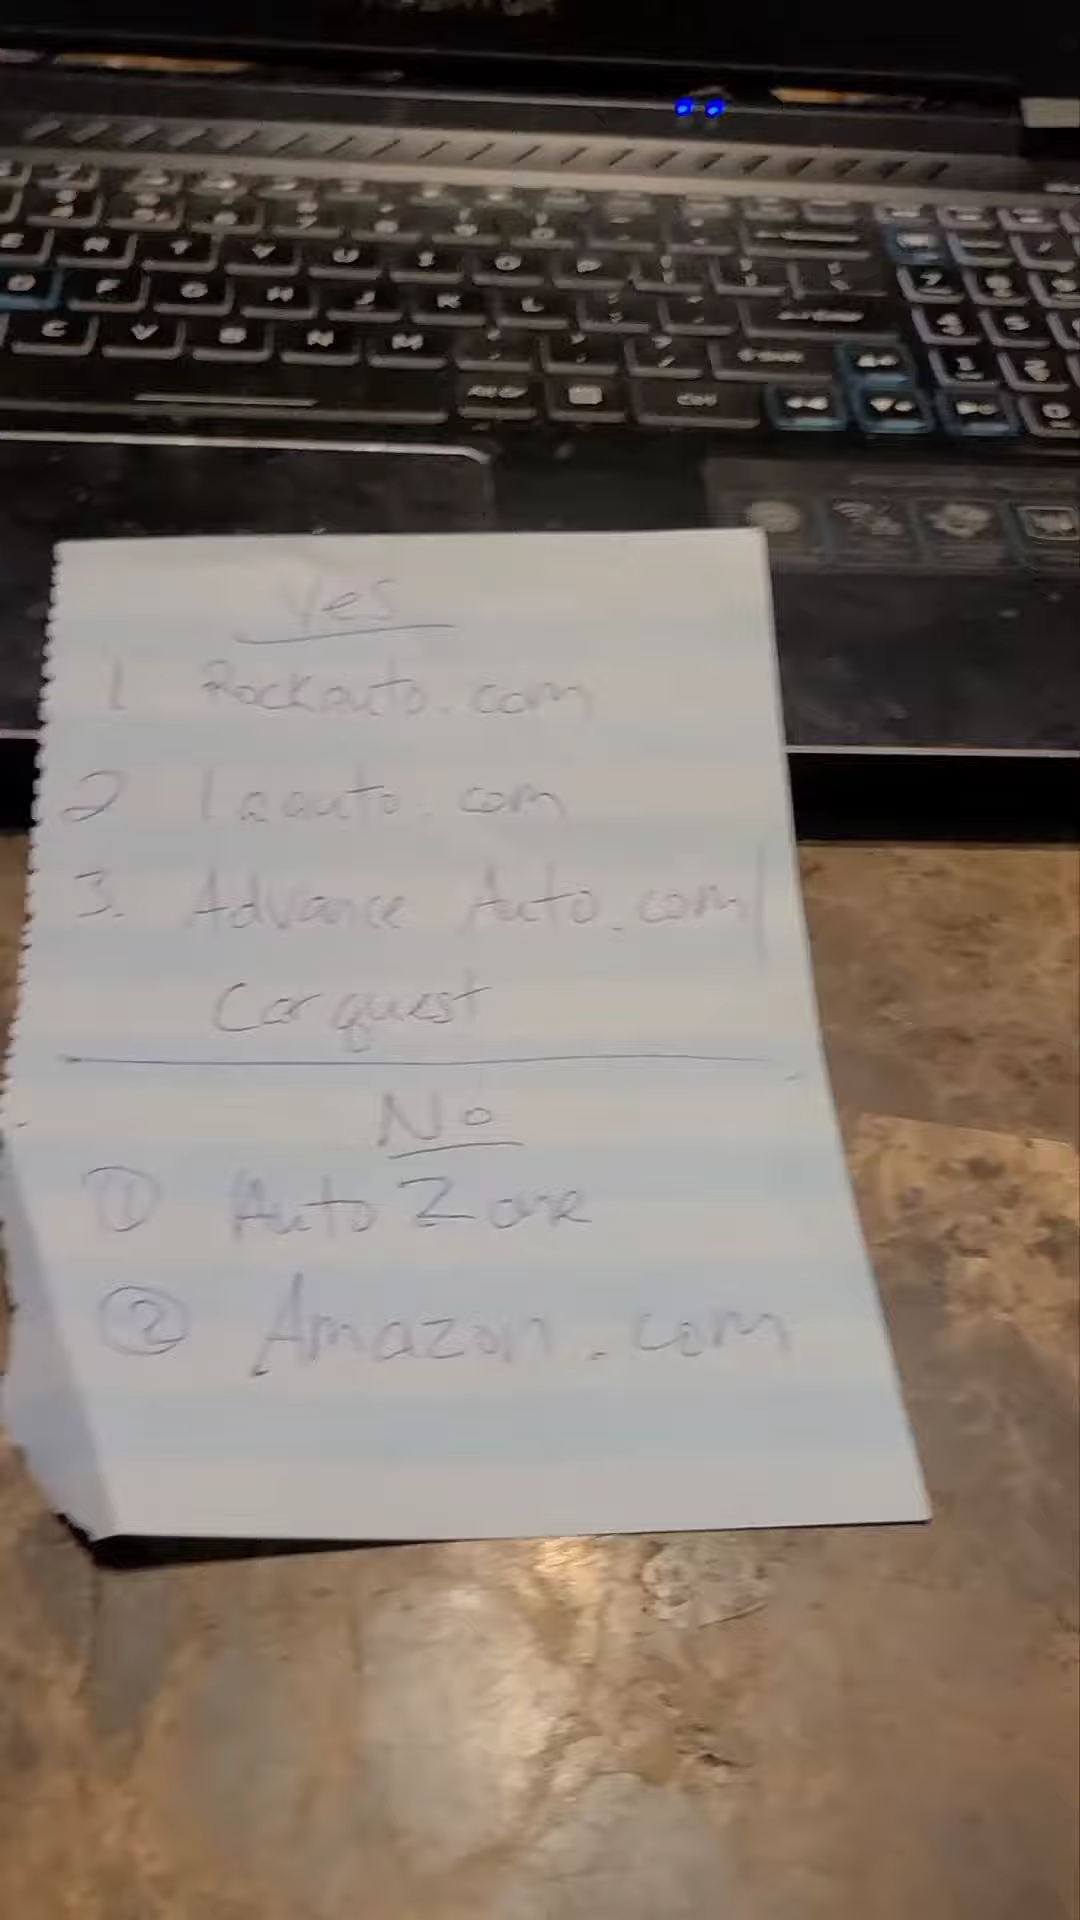 Yes
1 Rockauto.com
2 1aauto.com
3. Advance Auto.com/
Carquest
No
① AutoZone
② Amazon.com